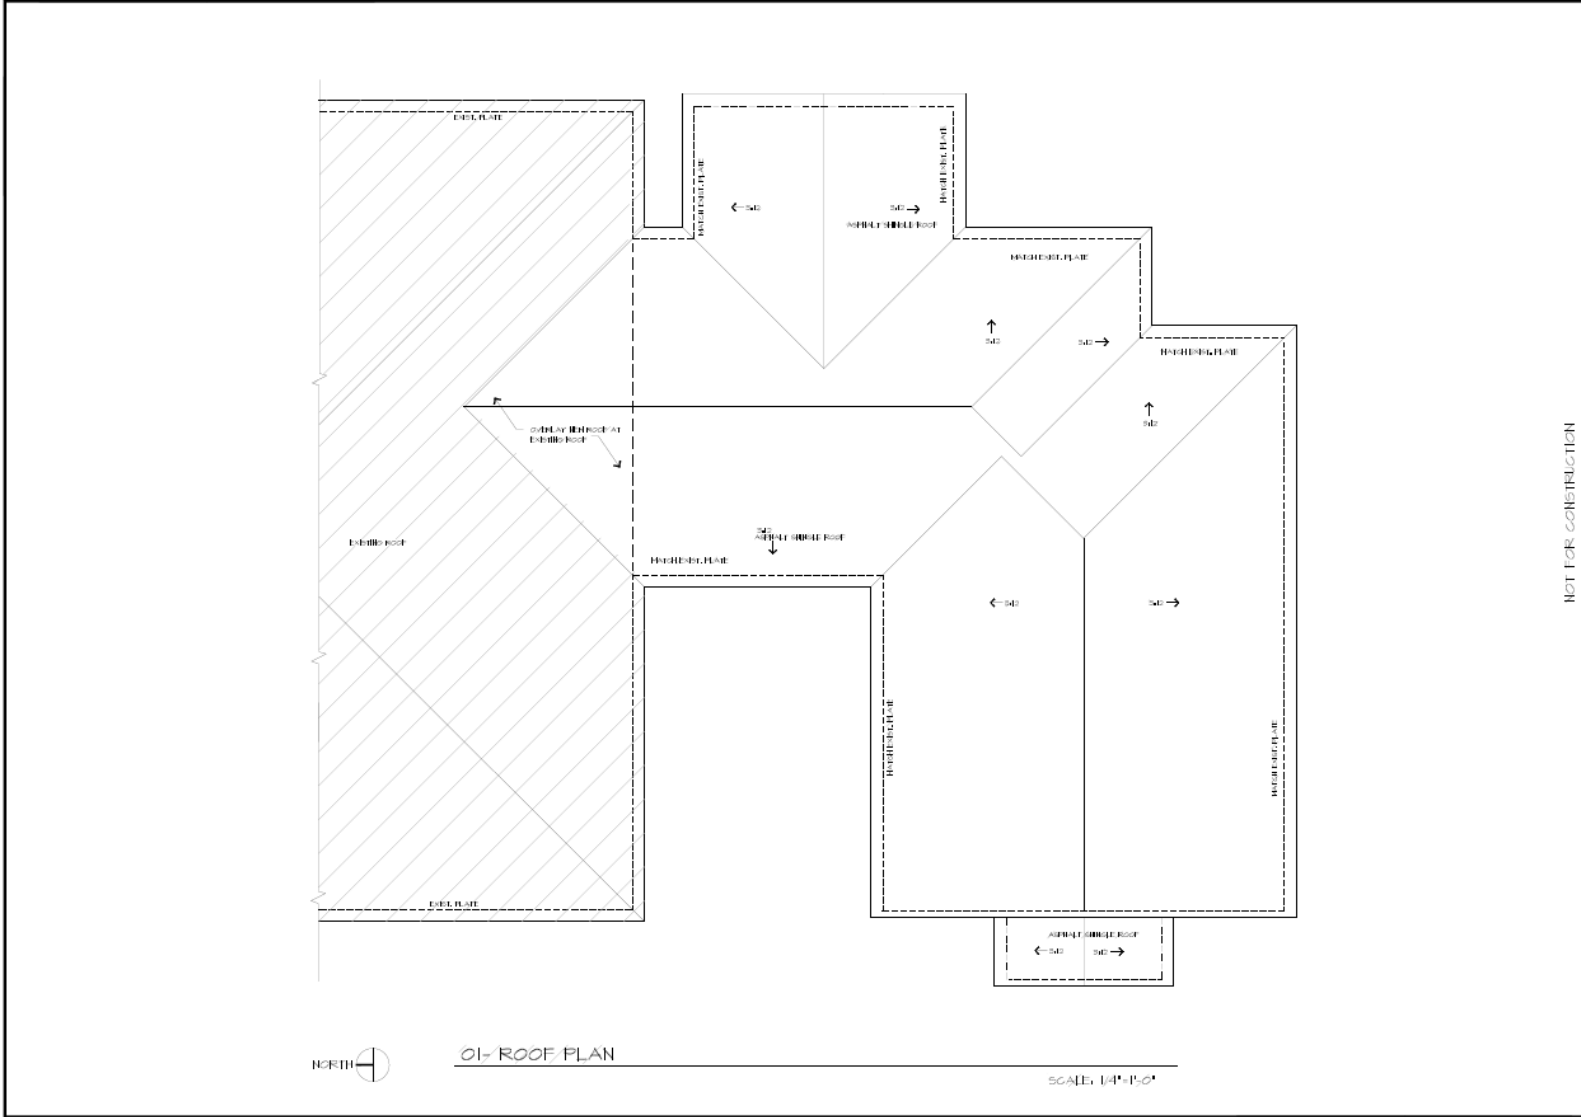 EXIST. PLATE
MATCH EXIST. PLATE
MATCH EXIST. PLATE
5:12
5:12
ASPHALT SHINGLE ROOF
MATCH EXIST. PLATE
5:12
5:12
MATCH EXIST. PLATE
5:12
OVERLAY NEW ROOF AT
EXISTING ROOF
EXISTING ROOF
5:12
ASPHALT SHINGLE ROOF
MATCH EXIST. PLATE
5:12
5:12
MATCH EXIST. PLATE
MATCH EXIST. PLATE
EXIST. PLATE
ASPHALT SHINGLE ROOF
5:12
5:12
NORTH
01- ROOF PLAN
SCALE: 1/4"=1'-0"
NOT FOR CONSTRUCTION